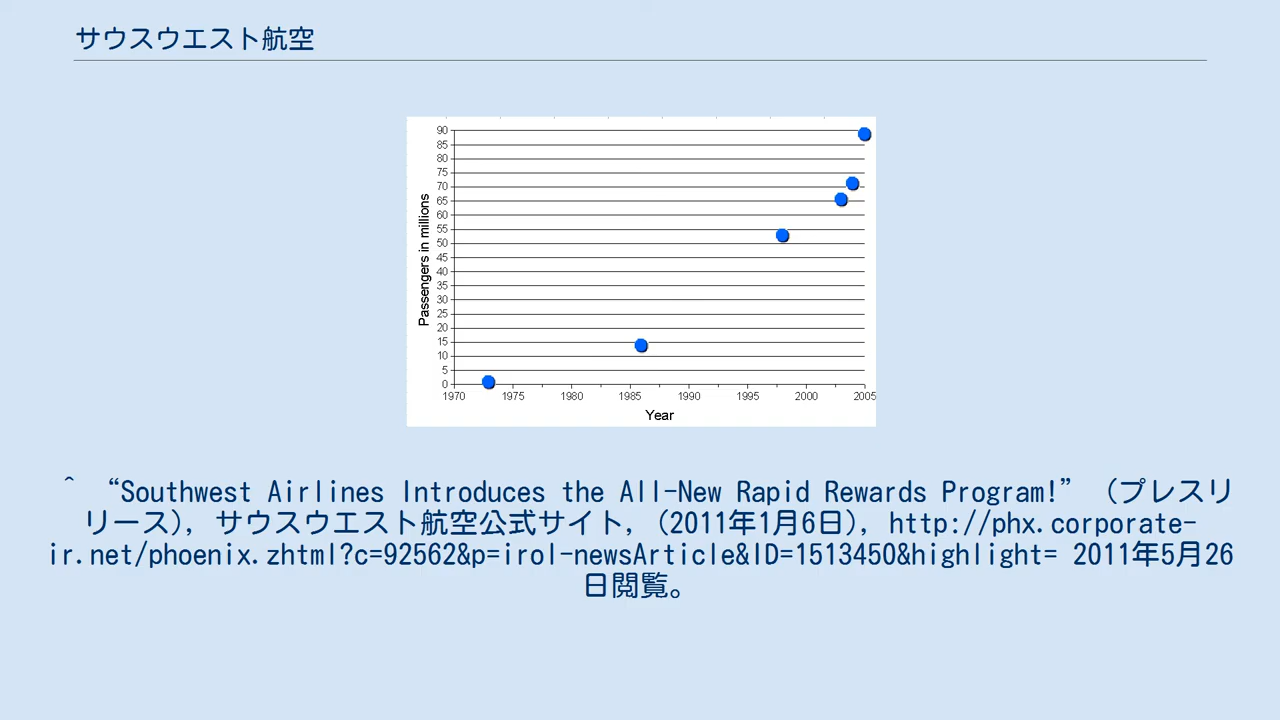 サウスウエスト航空
90
85
80
75
70
65
60
55
50
45
40
35
30
25
20
15
10
5
0
Passengers in millions
1970 1975 1980 1985 1990 1995 2000 2005
Year
^ “Southwest Airlines Introduces the All-New Rapid Rewards Program!” (プレスリ
リース), サウスウエスト航空公式サイト, (2011年1月6日), http://phx.corporate-
ir.net/phoenix.zhtml?c=92562&p=irol-newsArticle&ID=1513450&highlight= 2011年5月26
日閲覧。